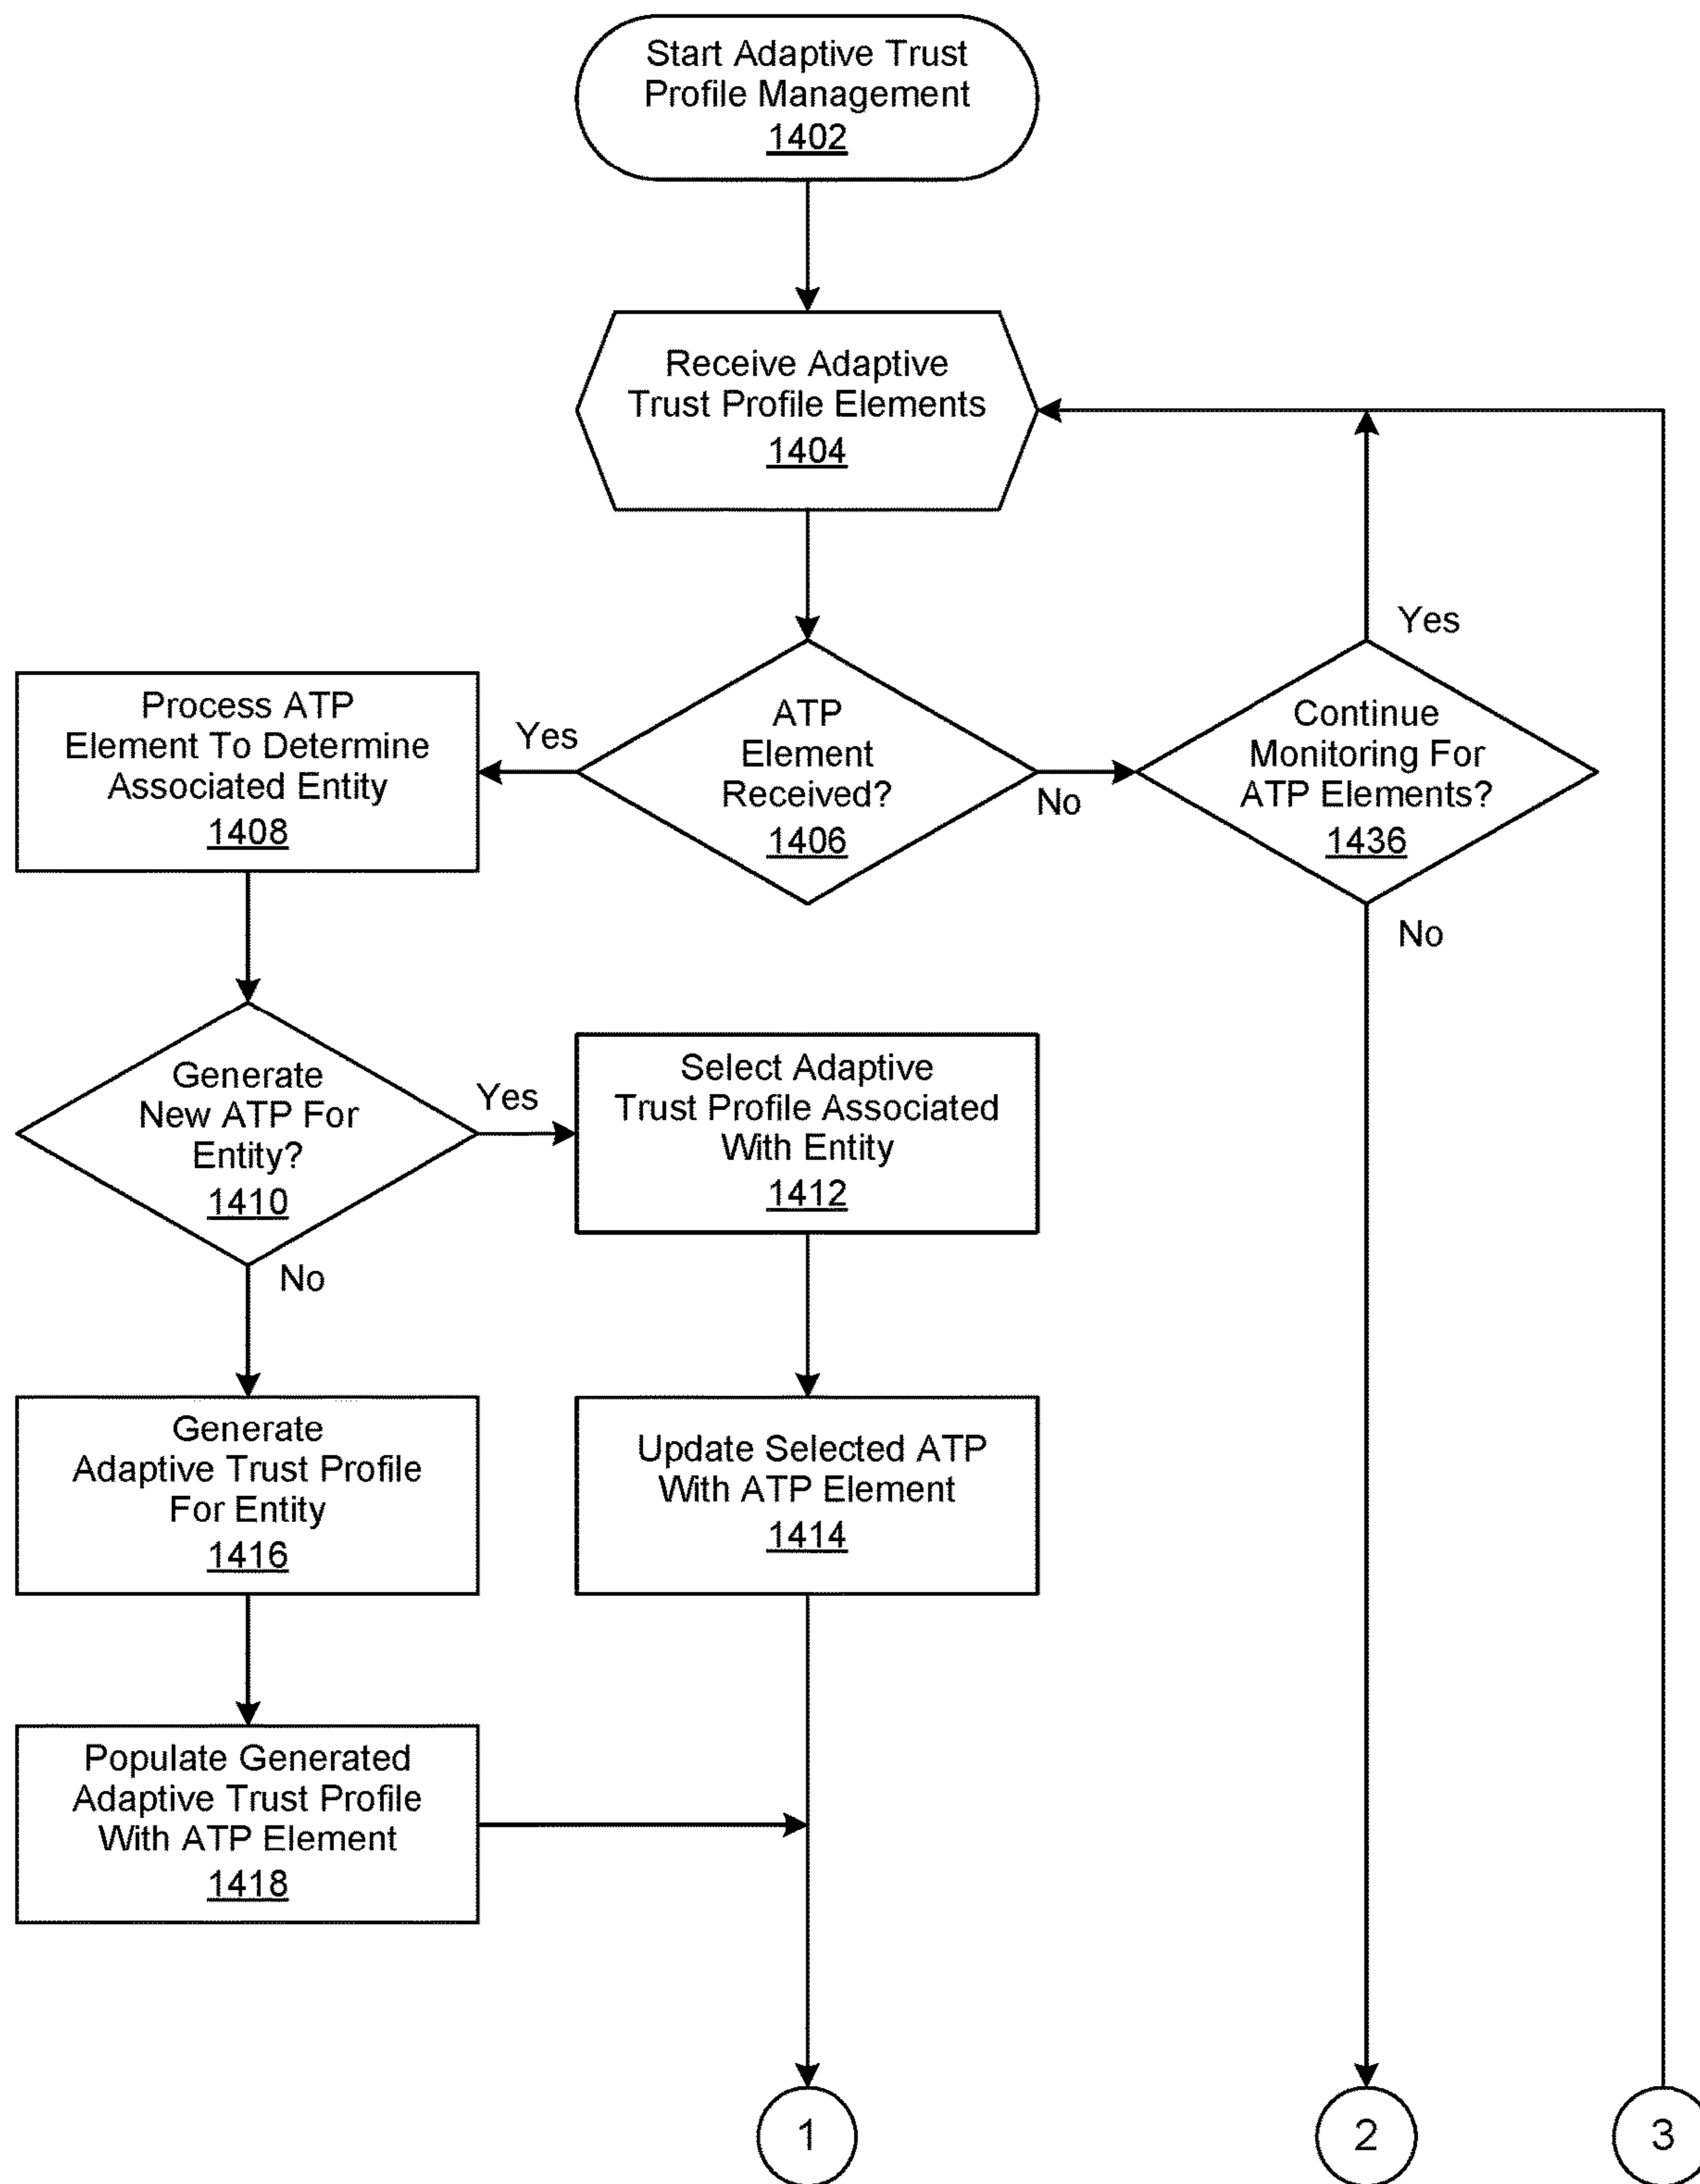 Start Adaptive Trust
Profile Management
1402
Receive Adaptive
Trust Profile Elements
1404
Yes
Process ATP
Element To Determine
Associated Entity
1408
Yes
ATP
Element
Received?
1406
No
Continue
Monitoring For
ATP Elements?
1436
No
Generate
New ATP For
Entity?
1410
Yes
Select Adaptive
Trust Profile Associated
With Entity
1412
No
Generate
Adaptive Trust Profile
For Entity
1416
Update Selected ATP
With ATP Element
1414
Populate Generated
Adaptive Trust Profile
With ATP Element
1418
1
2
3